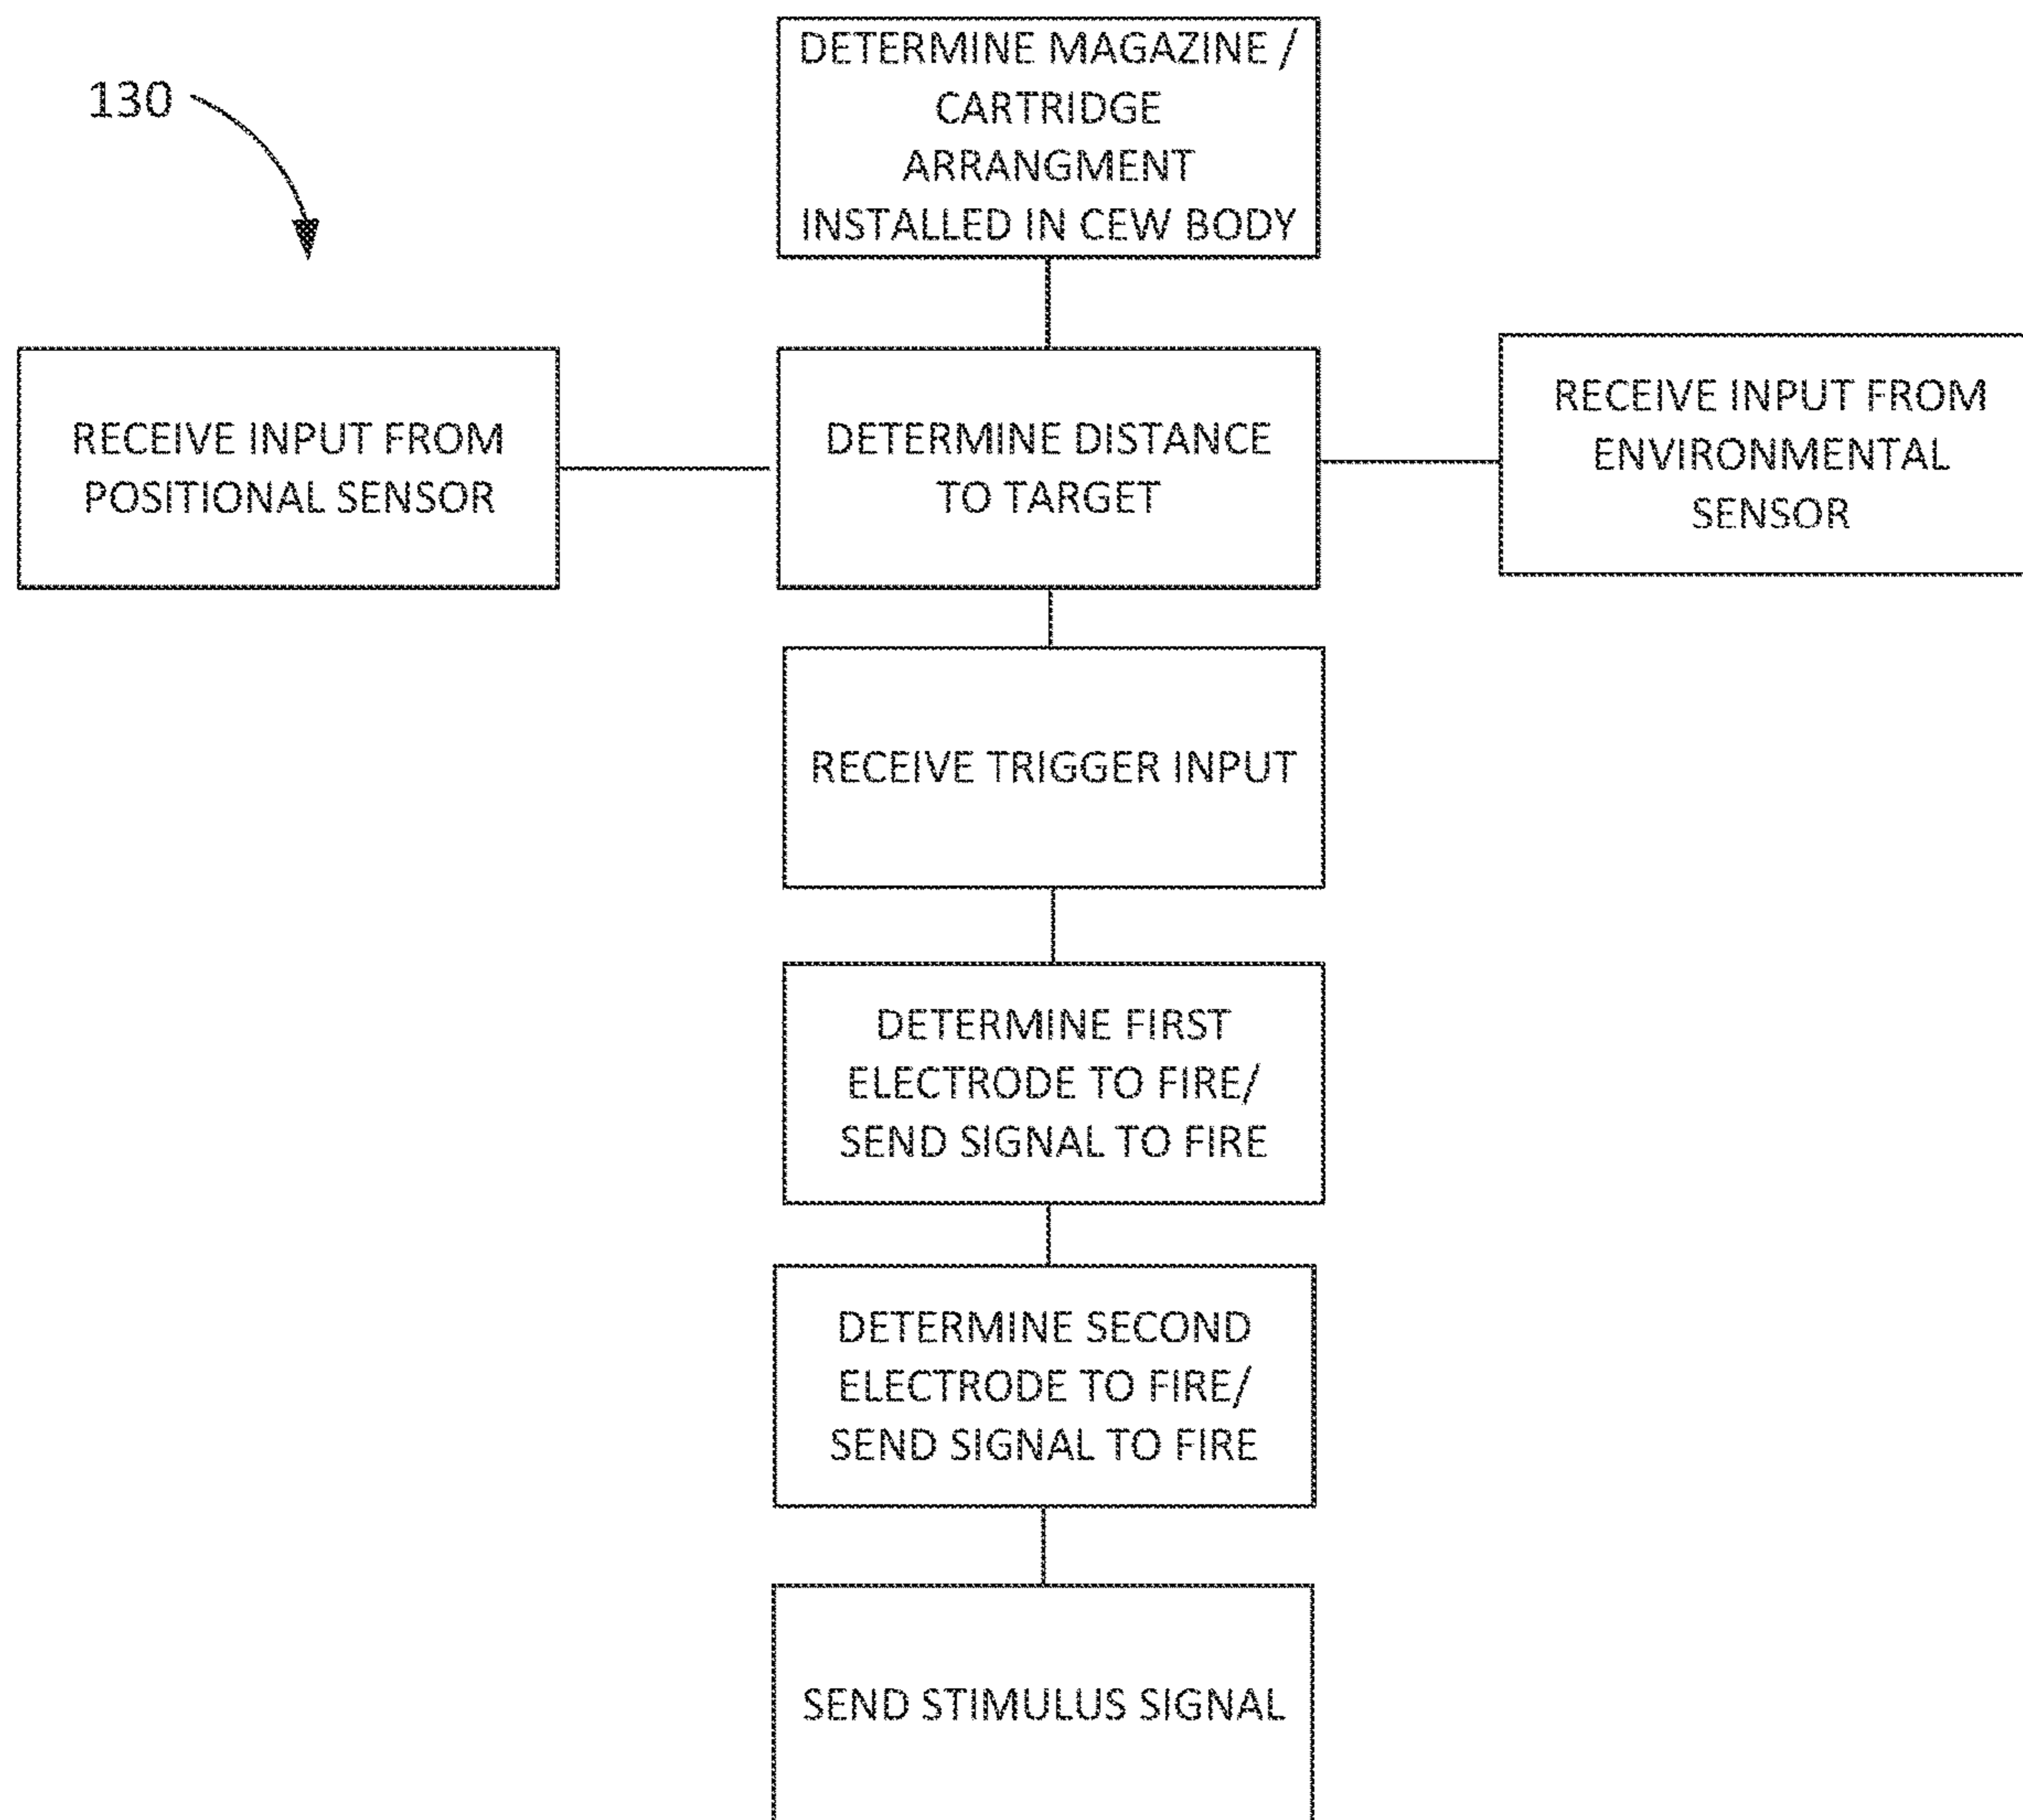 130
DETERMINE MAGAZINE /
CARTRIDGE
ARRANGMENT
INSTALLED IN CEW BODY
RECEIVE INPUT FROM
POSITIONAL SENSOR
DETERMINE DISTANCE
TO TARGET
RECEIVE INPUT FROM
ENVIRONMENTAL
SENSOR
RECEIVE TRIGGER INPUT
DETERMINE FIRST
ELECTRODE TO FIRE/
SEND SIGNAL TO FIRE
DETERMINE SECOND
ELECTRODE TO FIRE/
SEND SIGNAL TO FIRE
SEND STIMULUS SIGNAL